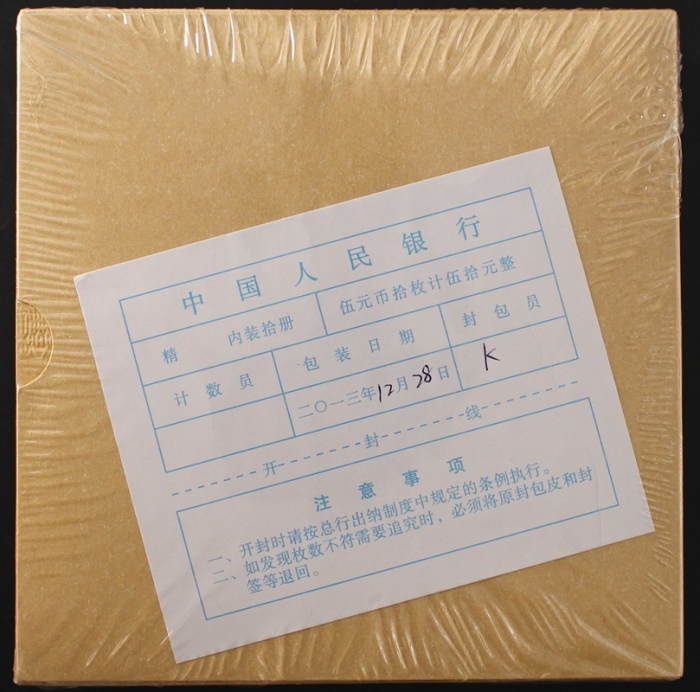 中国人民银行
精 内装拾册 伍元币拾枚计伍拾元整
计数员 包装日期 封包员
二〇一三年12月28日 K
开 封 线
注意事项
一、开封时请按总行出纳制度中规定的条例执行。
二、如发现枚数不符需要追究时，必须将原封包皮和封
签等退回。